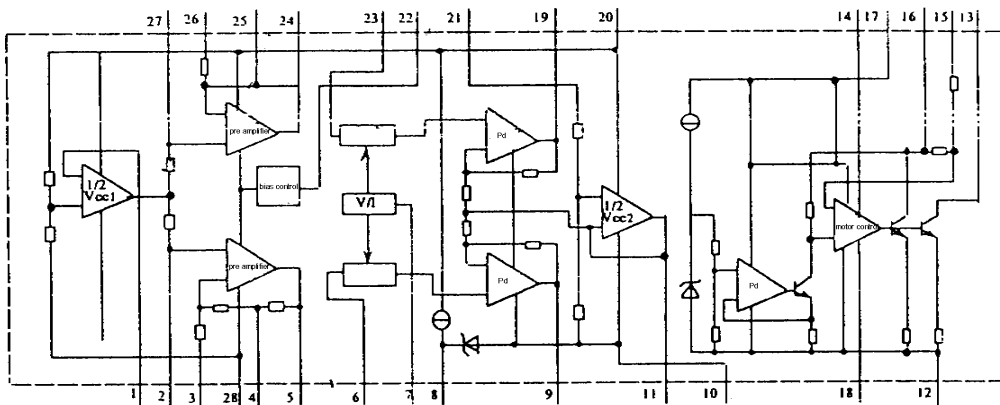 27 26 25 24 23 22 21 19 20 14 17 16 15 13
pre amplifier
Pd
1/2
Vcc1
bias control
V/I
1/2
Vcc2
motor control
pre amplifier
Pd
Pd
1 2 3 28 4 5 6 7 8 9 11 10 18 12